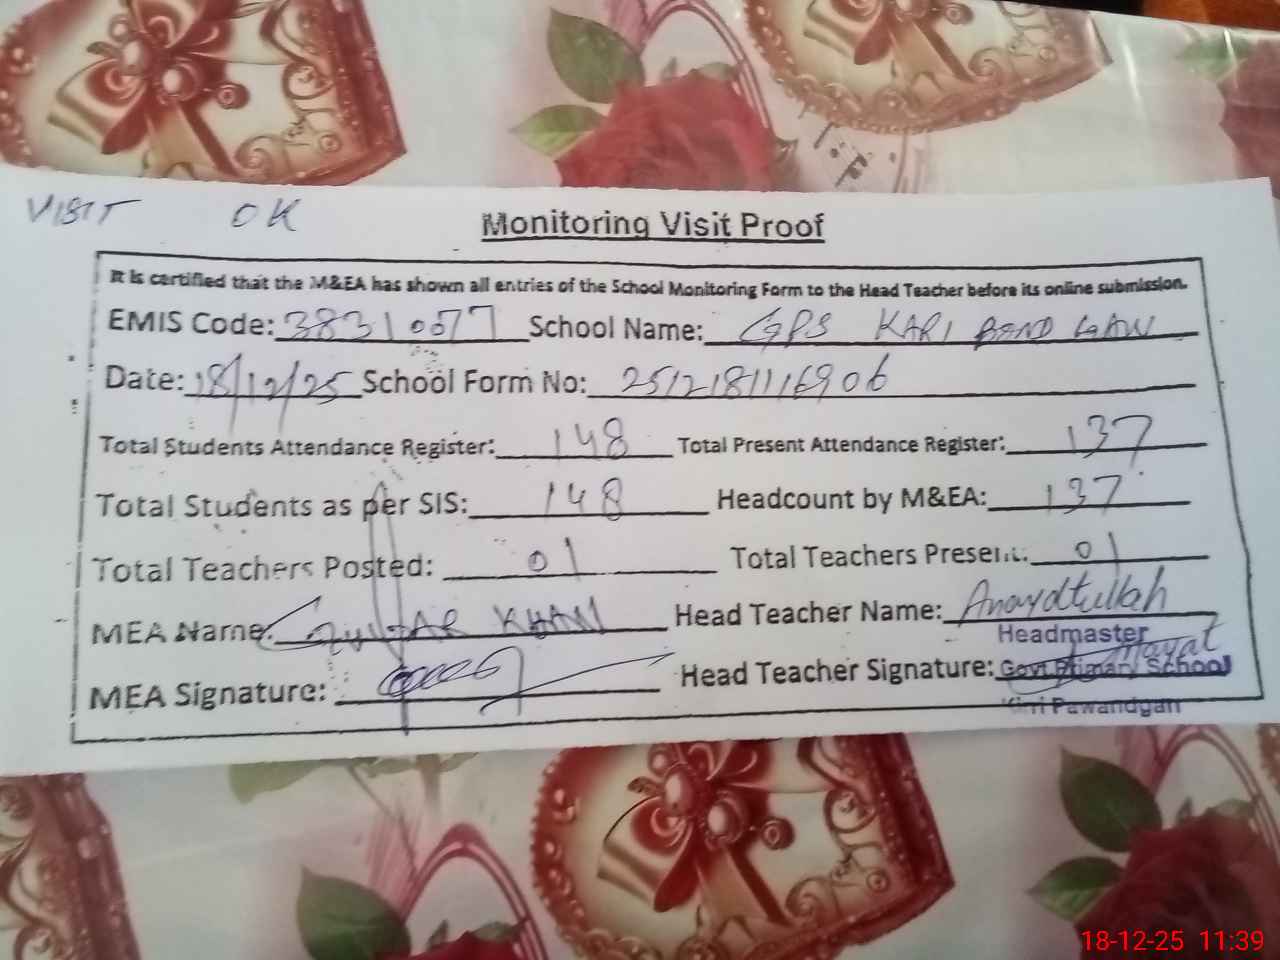 VISIT OK
Monitoring Visit Proof
It is certified that the M&EA has shown all entries of the School Monitoring Form to the Head Teacher before its online submission.
EMIS Code: 38310077 School Name: GPS KARI BAND GAW
Date: 18/12/25 School Form No: 2512181116906
Total Students Attendance Register: 148 Total Present Attendance Register: 137
Total Students as per SIS: 148 Headcount by M&EA: 137
Total Teachers Posted: 01 Total Teachers Present: 01
MEA Name: KHAN Head Teacher Name: Anayatullah
Headmaster
MEA Signature: Head Teacher Signature: Govt Primary School
Pawandgan
18-12-25 11:39